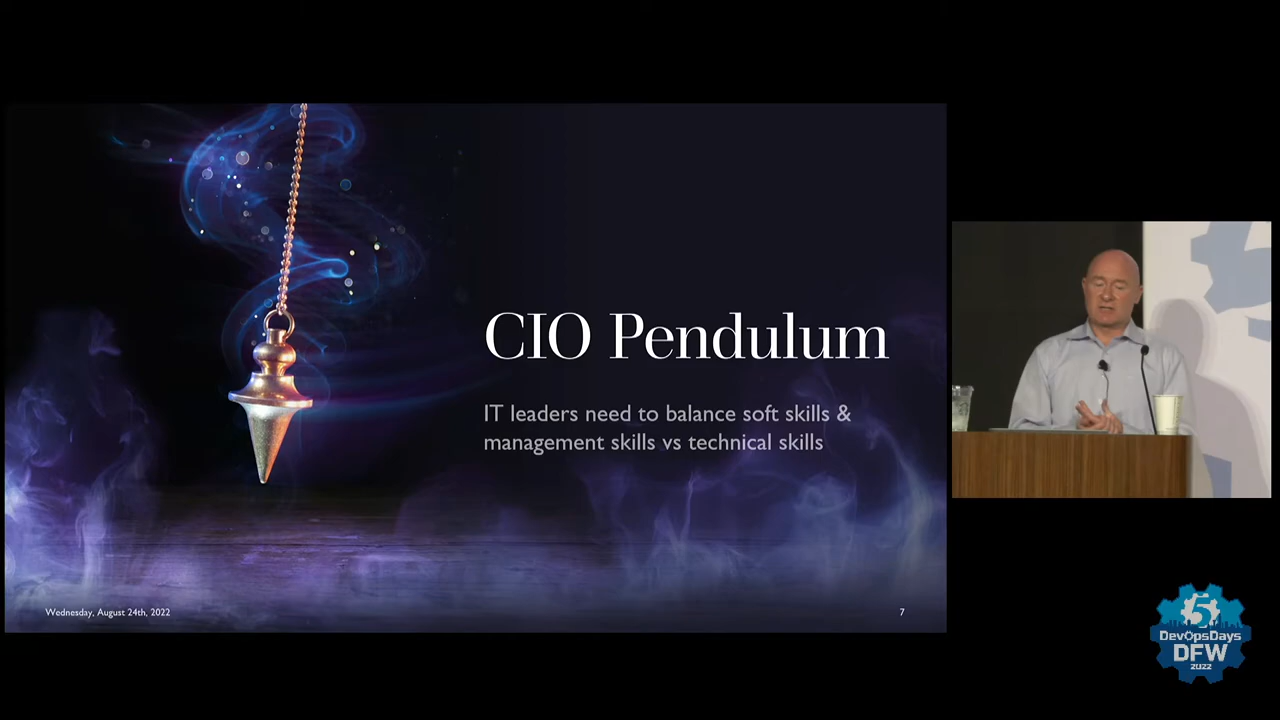 CIO Pendulum
IT leaders need to balance soft skills &
management skills vs technical skills
Wednesday, August 24th, 2022
7
5
DevOpsDays
DFW
2022